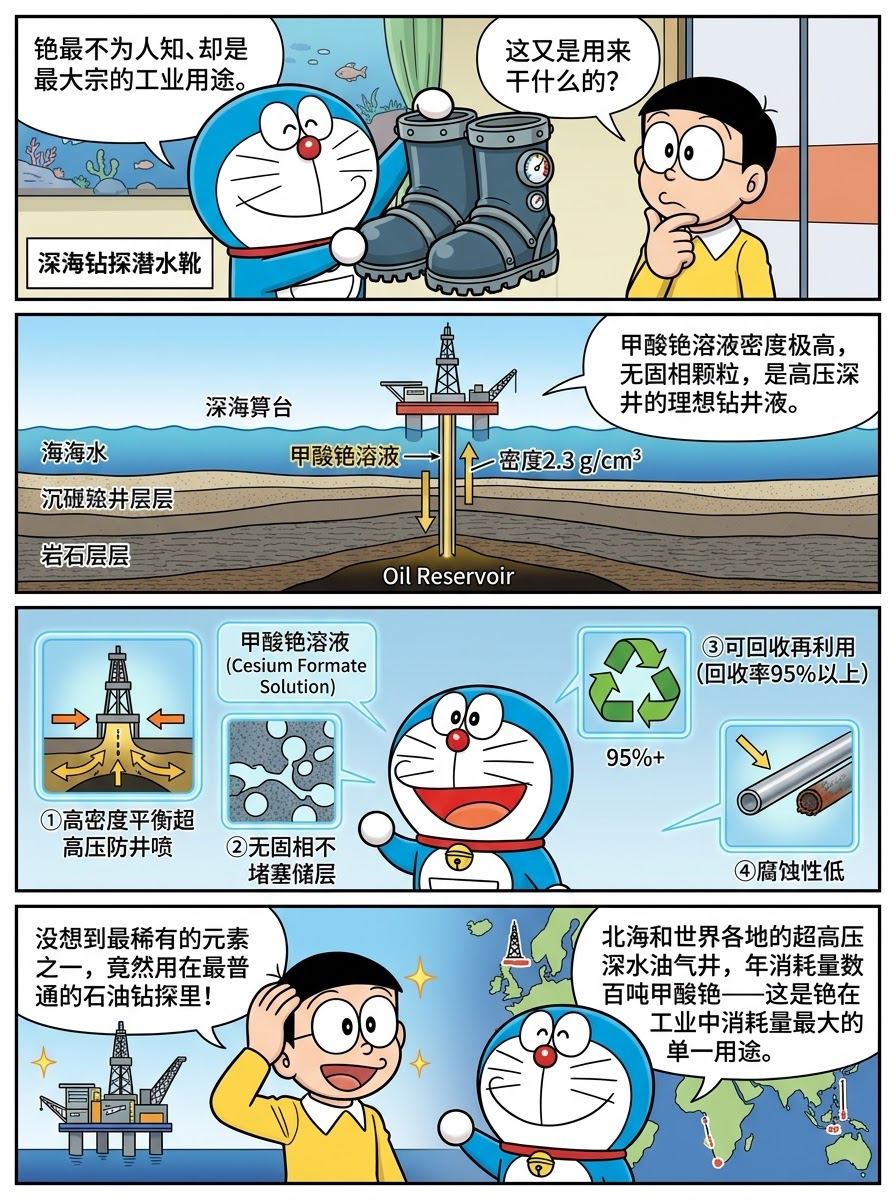 铯最不为人知、却是
最大宗的工业用途。
这又是用来
干什么的？
深海钻探潜水靴
甲酸铯溶液密度极高，
无固相颗粒，是高压深
井的理想钻井液。
深海算台
海海水
甲酸铯溶液
密度2.3 g/cm³
井层层
岩石层层
Oil Reservoir
甲酸铯溶液
(Cesium Formate
Solution)
③可回收再利用
(回收率95%以上)
95%+
①高密度平衡超
高压防井喷
②无固相不
堵塞储层
④腐蚀性低
没想到最稀有的元素
之一，竟然用在最普
通的石油钻探里！
北海和世界各地的超高压
深水油气井，年消耗量数
百吨甲酸铯——这是铯在
工业中消耗量最大的
单一用途。